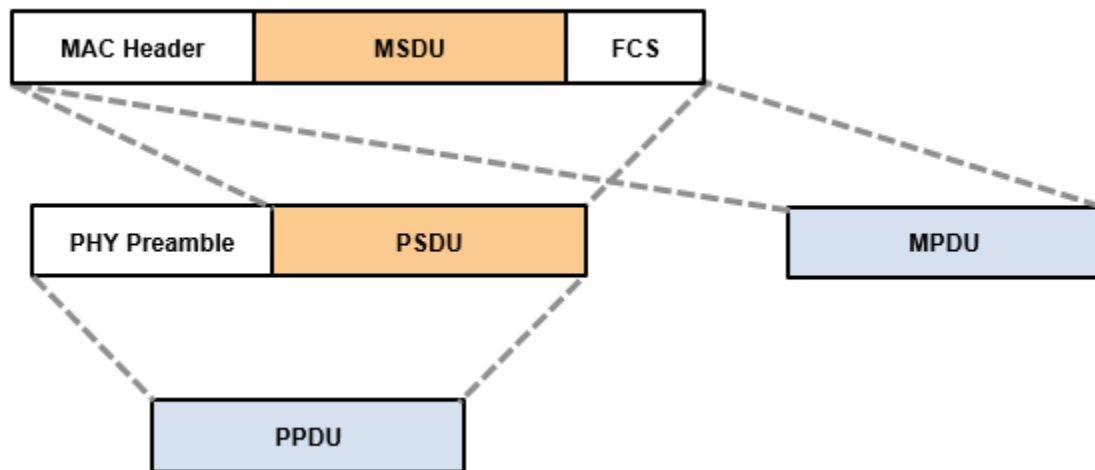 MAC Header
MSDU
FCS
PHY Preamble
PSDU
MPDU
PPDU